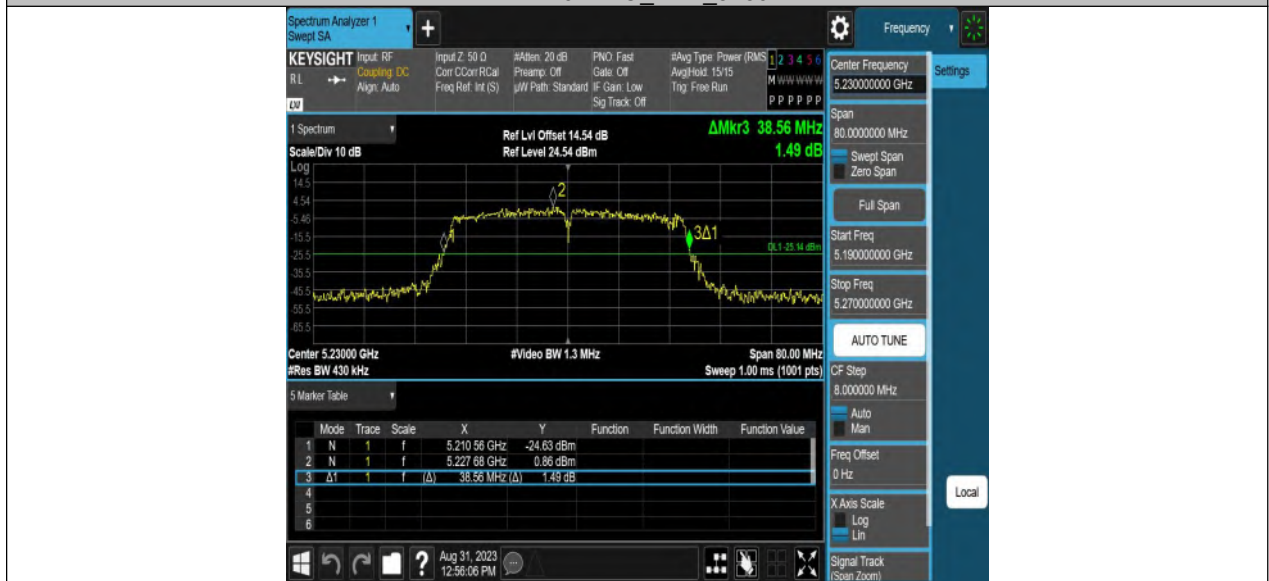 Spectrum Analyzer 1
Swept SA
+
Frequency
KEYSIGHT
Input: RF
Input Z: 50 Ω
#Atten: 20 dB
PNO: Fast
#Avg Type: Power (RMS
1 2 3 4 5 6
RL
Coupling: DC
Corr CCorr RCal
Preamp: Off
Gate: Off
Avg|Hold: 15/15
M W W W W W
Align: Auto
Freq Ref: Int (S)
µW Path: Standard
IF Gain: Low
Trig: Free Run
Sig Track: Off
P P P P P P
LXI
1 Spectrum
Ref Lvl Offset 14.54 dB
ΔMkr3 38.56 MHz
Scale/Div 10 dB
Ref Level 24.54 dBm
1.49 dB
Log
14.5
4.54
-5.46
-15.5
-25.5
-35.5
-45.5
-55.5
-65.5
2
3Δ1
DL1 -25.14 dBm
Center 5.23000 GHz
#Video BW 1.3 MHz
Span 80.00 MHz
#Res BW 430 kHz
Sweep 1.00 ms (1001 pts)
5 Marker Table
Mode Trace Scale X Y Function Function Width Function Value
1 N 1 f 5.210 56 GHz -24.63 dBm
2 N 1 f 5.227 68 GHz 0.86 dBm
3 Δ1 1 f (Δ) 38.56 MHz (Δ) 1.49 dB
4
5
6
Aug 31, 2023
12:56:06 PM
?
Center Frequency
5.230000000 GHz
Settings
Span
80.0000000 MHz
Swept Span
Zero Span
Full Span
Start Freq
5.190000000 GHz
Stop Freq
5.270000000 GHz
AUTO TUNE
CF Step
8.000000 MHz
Auto
Man
Freq Offset
0 Hz
X Axis Scale
Log
Lin
Local
Signal Track
(Span Zoom)